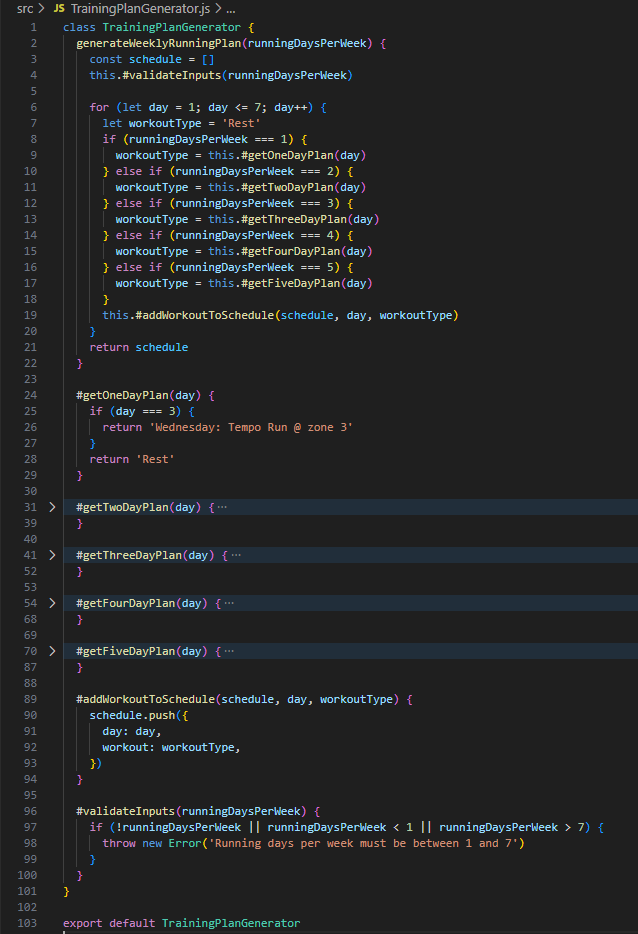 src > JS TrainingPlanGenerator.js > ...
1 class TrainingPlanGenerator {
2   generateWeeklyRunningPlan(runningDaysPerWeek) {
3     const schedule = []
4     this.#validateInputs(runningDaysPerWeek)
5
6     for (let day = 1; day <= 7; day++) {
7       let workoutType = 'Rest'
8       if (runningDaysPerWeek === 1) {
9         workoutType = this.#getOneDayPlan(day)
10       } else if (runningDaysPerWeek === 2) {
11         workoutType = this.#getTwoDayPlan(day)
12       } else if (runningDaysPerWeek === 3) {
13         workoutType = this.#getThreeDayPlan(day)
14       } else if (runningDaysPerWeek === 4) {
15         workoutType = this.#getFourDayPlan(day)
16       } else if (runningDaysPerWeek === 5) {
17         workoutType = this.#getFiveDayPlan(day)
18       }
19       this.#addWorkoutToSchedule(schedule, day, workoutType)
20     }
21     return schedule
22   }
23
24   #getOneDayPlan(day) {
25     if (day === 3) {
26       return 'Wednesday: Tempo Run @ zone 3'
27     }
28     return 'Rest'
29   }
30
31 > #getTwoDayPlan(day) { ...
39   }
40
41 > #getThreeDayPlan(day) { ...
52   }
53
54 > #getFourDayPlan(day) { ...
68   }
69
70 > #getFiveDayPlan(day) { ...
87   }
88
89   #addWorkoutToSchedule(schedule, day, workoutType) {
90     schedule.push({
91       day: day,
92       workout: workoutType,
93     })
94   }
95
96   #validateInputs(runningDaysPerWeek) {
97     if (!runningDaysPerWeek || runningDaysPerWeek < 1 || runningDaysPerWeek > 7) {
98       throw new Error('Running days per week must be between 1 and 7')
99     }
100   }
101 }
102
103 export default TrainingPlanGenerator